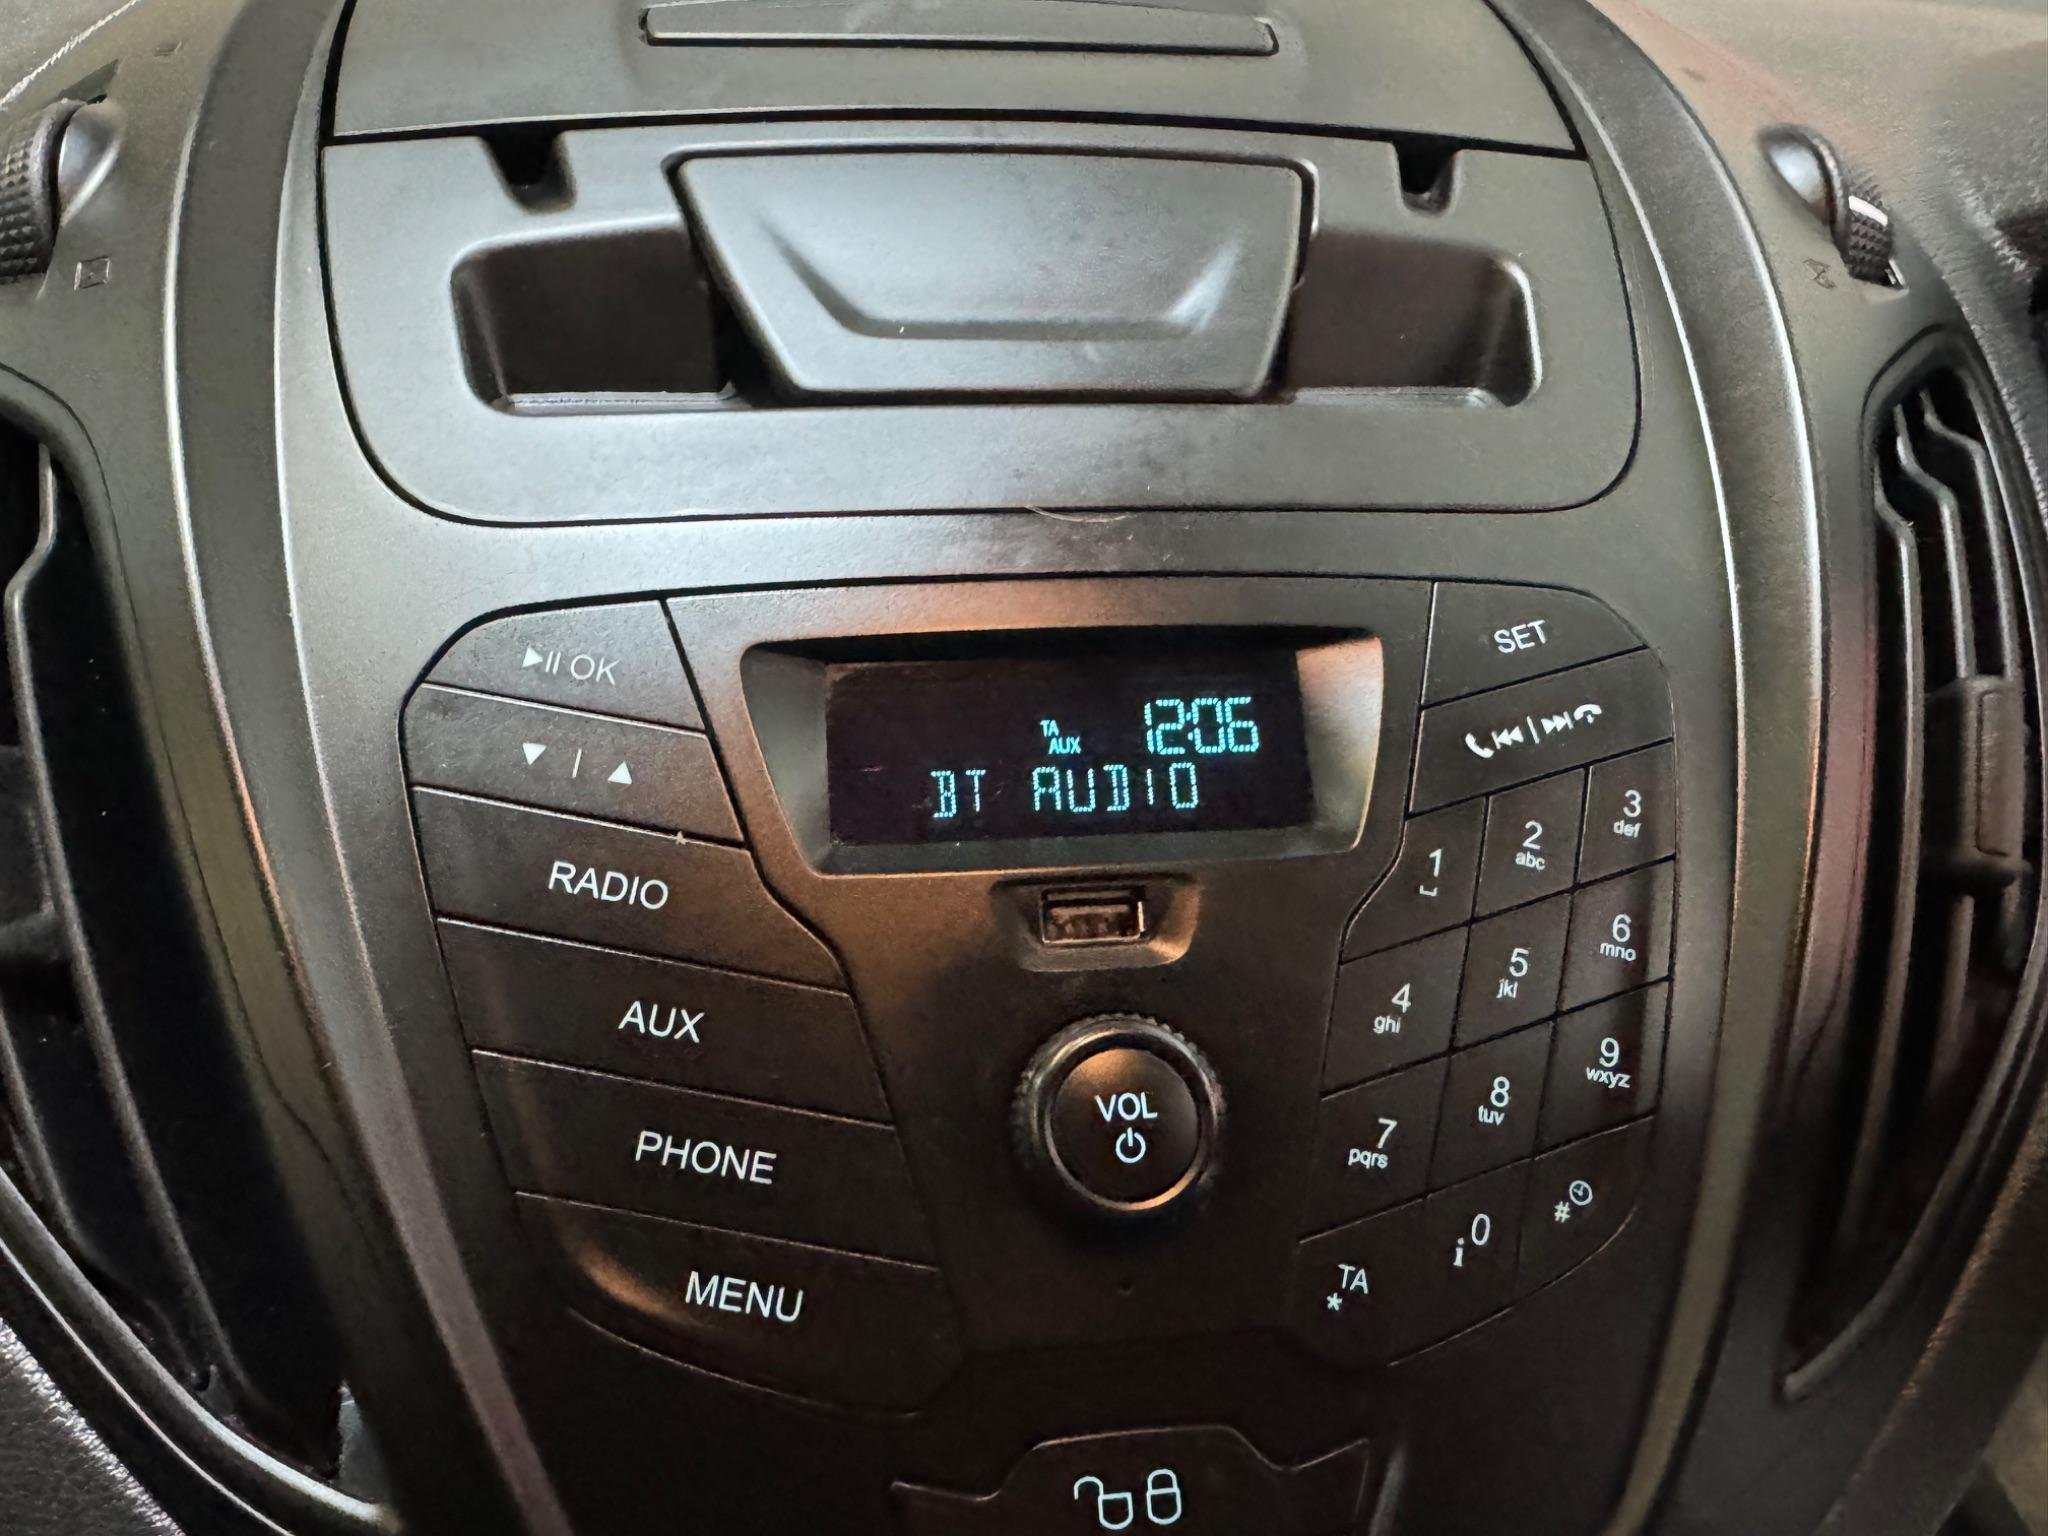 OK
SET
TA
AUX
12:06
BT AUDIO
RADIO
AUX
PHONE
MENU
VOL
1
2
abc
3
def
4
ghi
5
jkl
6
mno
7
pqrs
8
tuv
9
wxyz
* TA
i 0
#